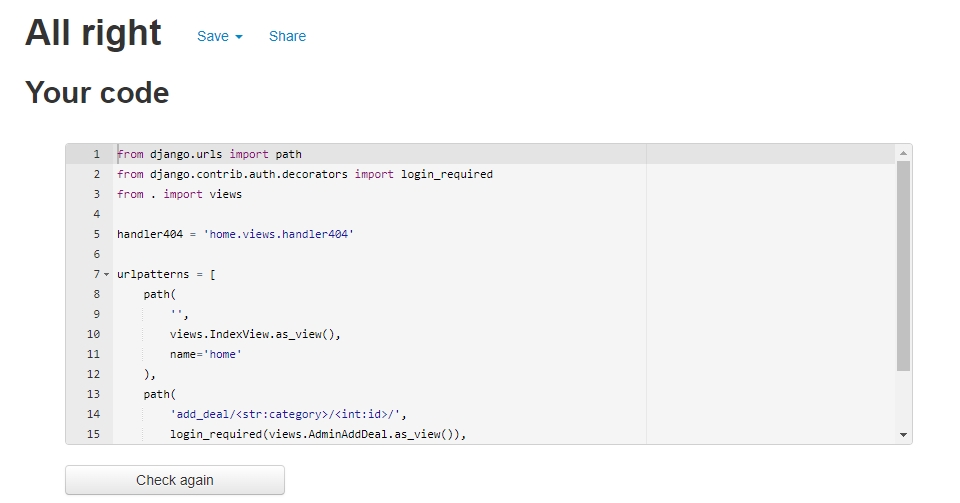 All right Save Share
Your code
1 from django.urls import path
2 from django.contrib.auth.decorators import login_required
3 from . import views
4
5 handler404 = 'home.views.handler404'
6
7 urlpatterns = [
8     path(
9         '',
10         views.IndexView.as_view(),
11         name='home'
12     ),
13     path(
14         'add_deal/<str:category>/<int:id>/',
15         login_required(views.AdminAddDeal.as_view()),
Check again